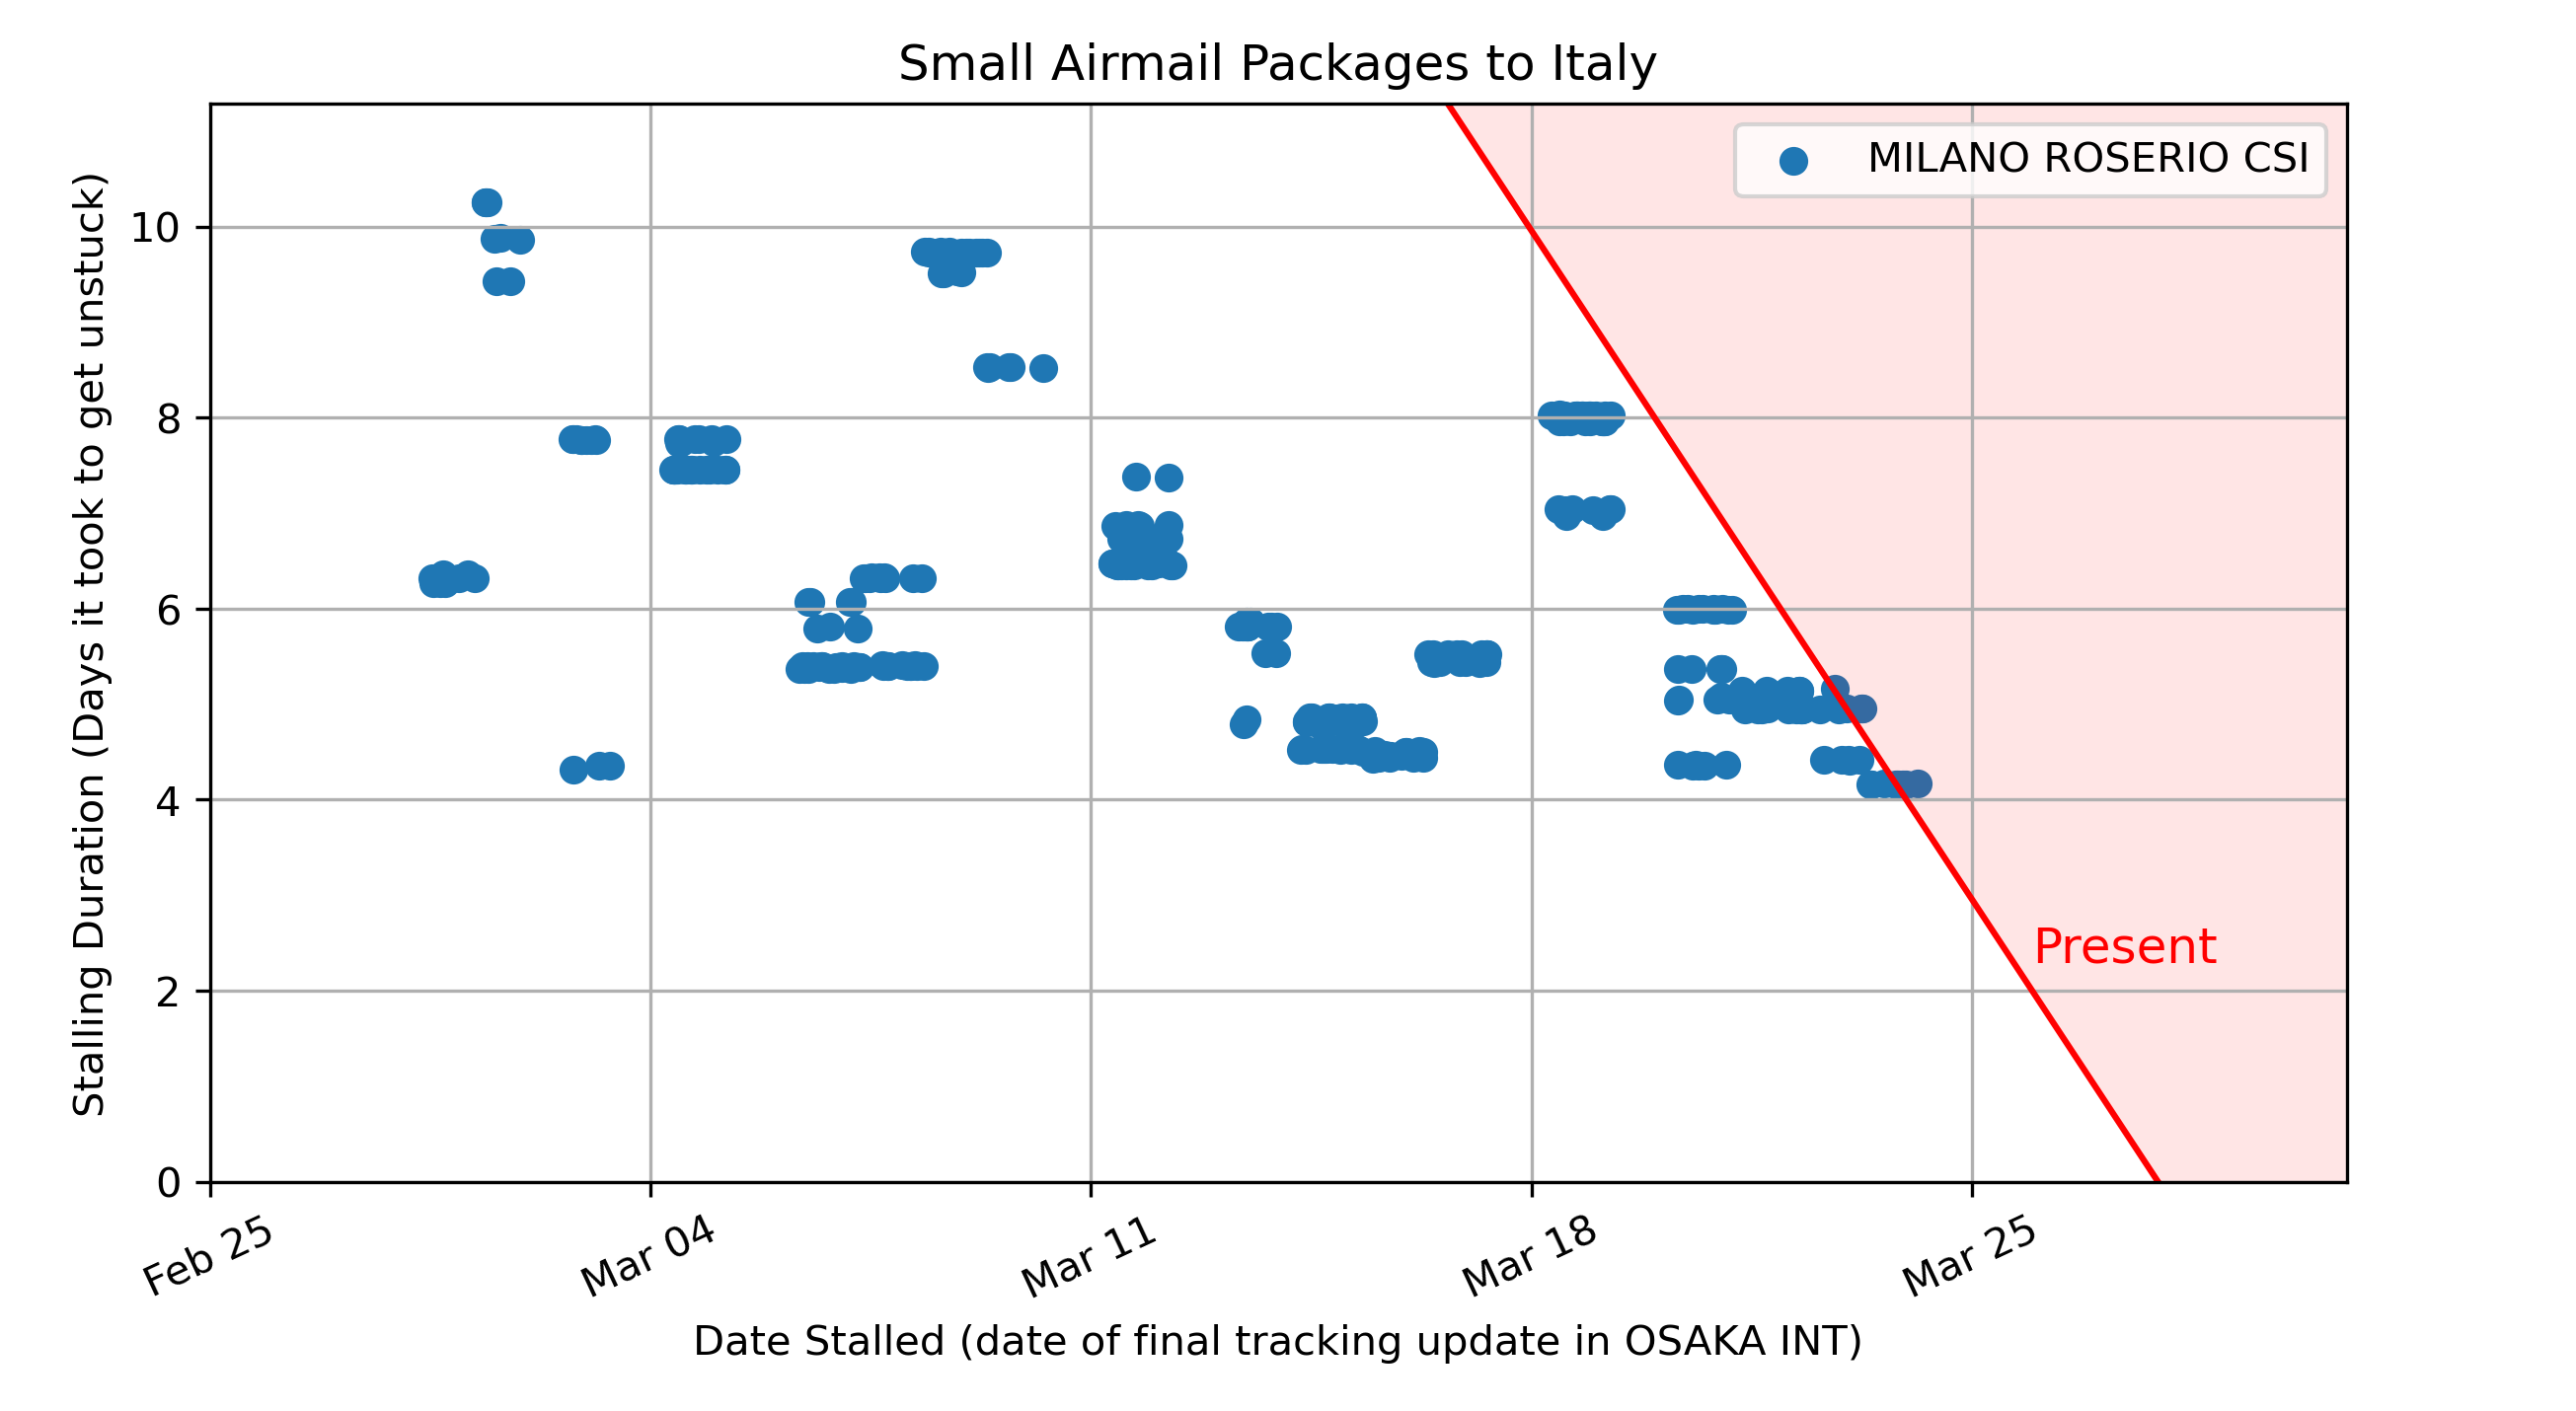 Small Airmail Packages to Italy
MILANO ROSERIO CSI
Stalling Duration (Days it took to get unstuck)
10
8
6
4
2
0
Present
Feb 25
Mar 04
Mar 11
Mar 18
Mar 25
Date Stalled (date of final tracking update in OSAKA INT)